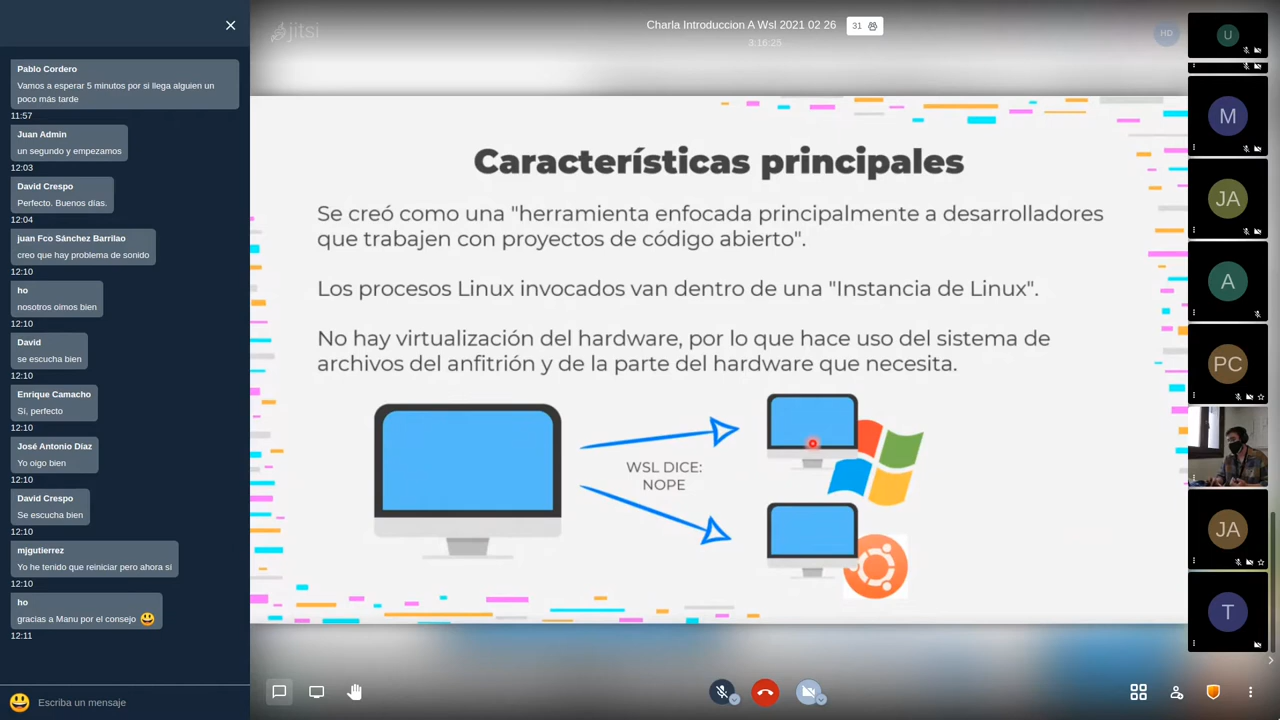 Pablo Cordero
Vamos a esperar 5 minutos por si llega alguien un
poco más tarde
11:57
Juan Admin
un segundo y empezamos
12:03
David Crespo
Perfecto. Buenos días.
12:04
juan Fco Sánchez Barrilao
creo que hay problema de sonido
12:10
ho
nosotros oimos bien
12:10
David
se escucha bien
12:10
Enrique Camacho
Sí, perfecto
12:10
José Antonio Díaz
Yo oigo bien
12:10
David Crespo
Se escucha bien
12:10
mjgutierrez
Yo he tenido que reiniciar pero ahora si
12:10
ho
gracias a Manu por el consejo 😃
12:11
Escriba un mensaje
jitsi
Charla Introduccion A Wsl 2021 02 26
31
3:16:25
HD
Características principales
Se creó como una "herramienta enfocada principalmente a desarrolladores
que trabajen con proyectos de código abierto".
Los procesos Linux invocados van dentro de una "Instancia de Linux".
No hay virtualización del hardware, por lo que hace uso del sistema de
archivos del anfitrión y de la parte del hardware que necesita.
WSL DICE:
NOPE
U
M
JA
A
PC
JA
T